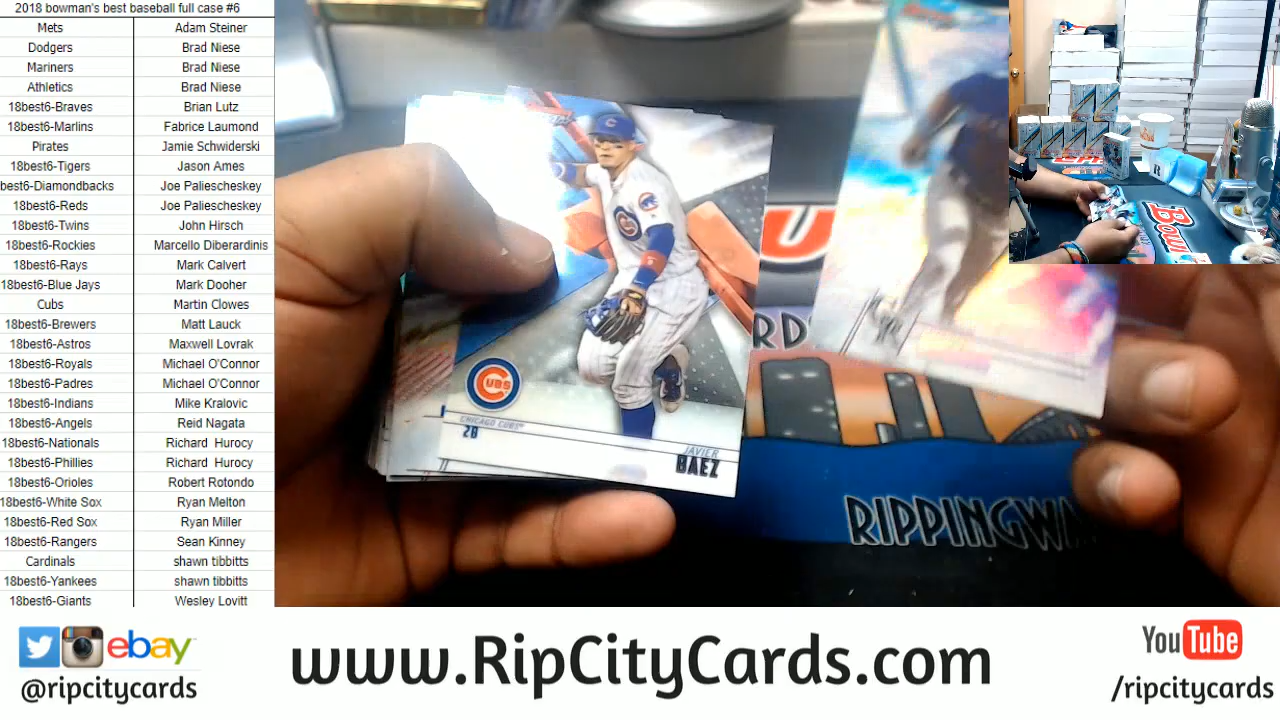 2018 bowman's best baseball full case #6
Mets Adam Steiner
Dodgers Brad Niese
Mariners Brad Niese
Athletics Brad Niese
18best6-Braves Brian Lutz
18best6-Marlins Fabrice Laumond
Pirates Jamie Schwiderski
18best6-Tigers Jason Ames
best6-Diamondbacks Joe Paliescheskey
18best6-Reds Joe Paliescheskey
18best6-Twins John Hirsch
18best6-Rockies Marcello Diberardinis
18best6-Rays Mark Calvert
18best6-Blue Jays Mark Dooher
Cubs Martin Clowes
18best6-Brewers Matt Lauck
18best6-Astros Maxwell Lovrak
18best6-Royals Michael O'Connor
18best6-Padres Michael O'Connor
18best6-Indians Mike Kralovic
18best6-Angels Reid Nagata
18best6-Nationals Richard Hurocy
18best6-Phillies Richard Hurocy
18best6-Orioles Robert Rotondo
18best6-White Sox Ryan Melton
18best6-Red Sox Ryan Miller
18best6-Rangers Sean Kinney
Cardinals shawn tibbitts
18best6-Yankees shawn tibbitts
18best6-Giants Wesley Lovitt
CUBS
CHICAGO CUBS
2B
JAVIER
BAEZ
U
RD
RIPPINGWA
Bow
ebay
@ripcitycards
www.RipCityCards.com
YouTube
/ripcitycards